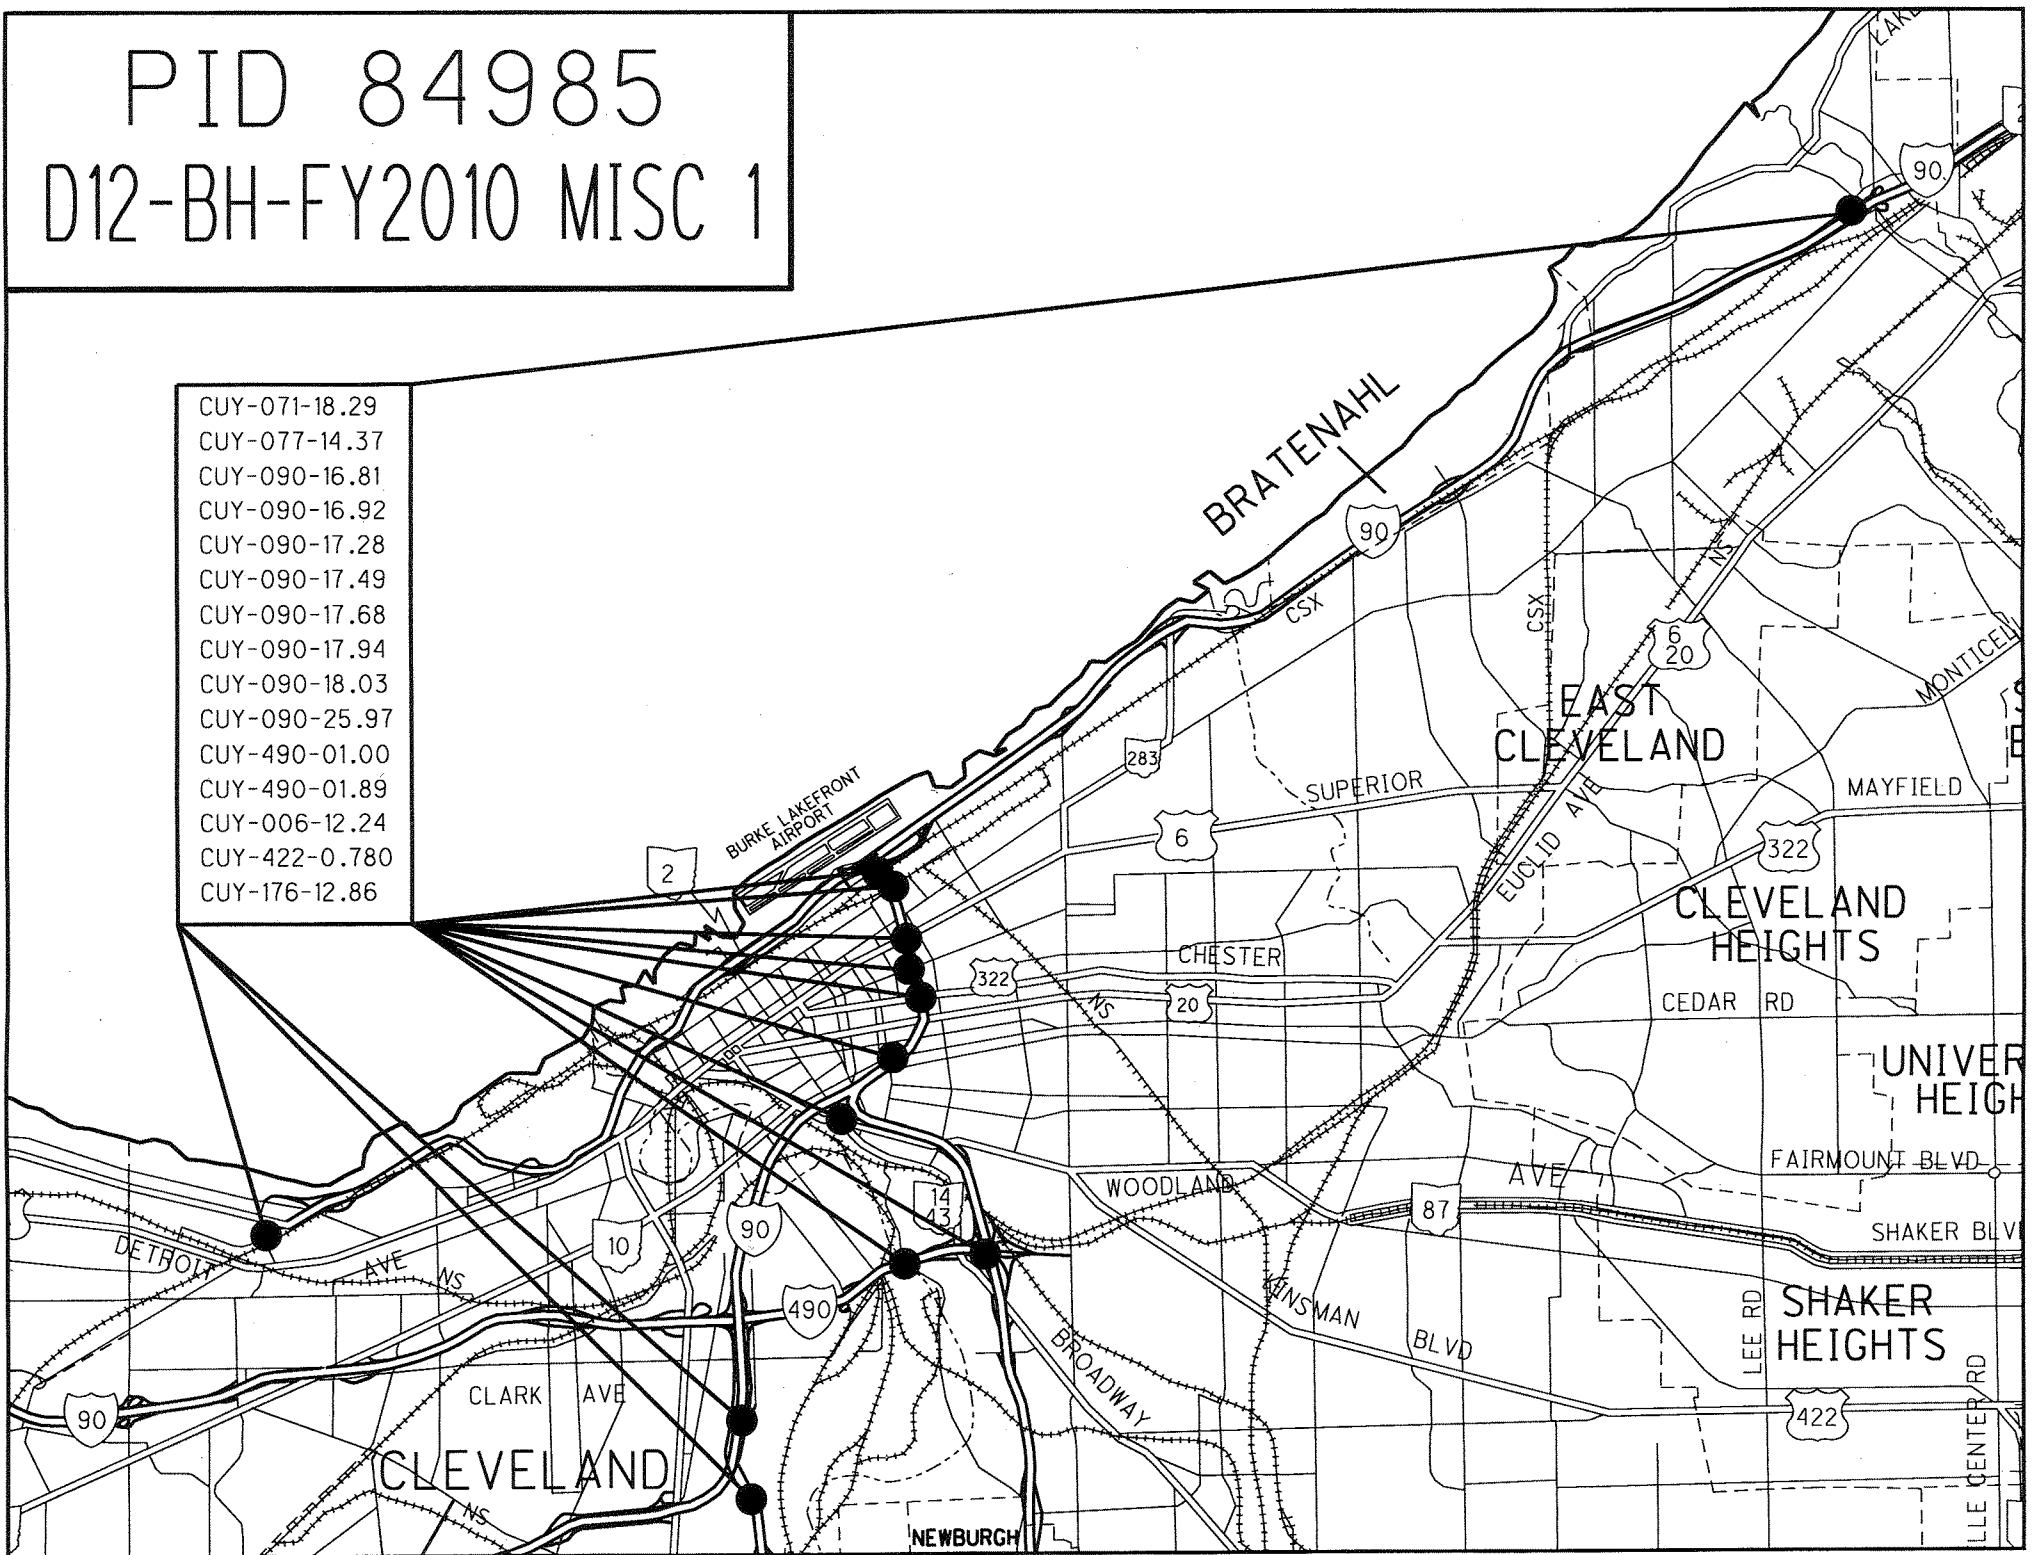 PID 84985
D12-BH-FY2010 MISC 1
CUY-071-18.29
CUY-077-14.37
CUY-090-16.81
CUY-090-16.92
CUY-090-17.28
CUY-090-17.49
CUY-090-17.68
CUY-090-17.94
CUY-090-18.03
CUY-090-25.97
CUY-490-01.00
CUY-490-01.89
CUY-006-12.24
CUY-422-0.780
CUY-176-12.86
90
BRATENAHL
90
CSX
CSX
NS
6
20
MONTICEL
EAST
CLEVELAND
283
SUPERIOR
MAYFIELD
BURKE LAKEFRONT
AIRPORT
2
6
EUCLID AVE
322
CLEVELAND
HEIGHTS
CHESTER
322
20
NS
CEDAR RD
UNIVER
HEIGH
FAIRMOUNT BLVD
WOODLAND
AVE
14
43
87
90
10
DETROIT
AVE
NS
SHAKER BLV
490
KINSMAN
BLVD
LEE RD
SHAKER
HEIGHTS
BROADWAY
CLARK AVE
90
422
LLE CENTER RD
CLEVELAND
NS
NEWBURGH